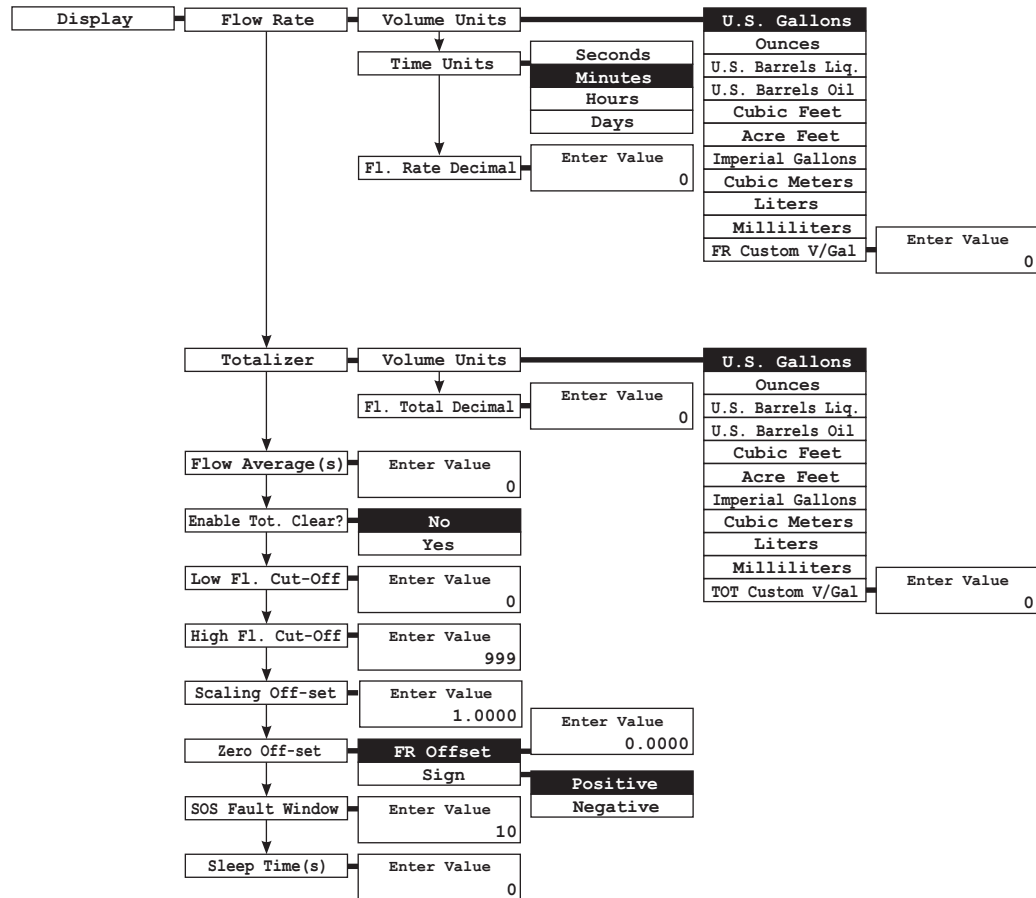 Display
Flow Rate
Volume Units
U.S. Gallons
Ounces
U.S. Barrels Liq.
U.S. Barrels Oil
Cubic Feet
Acre Feet
Imperial Gallons
Cubic Meters
Liters
Milliliters
FR Custom V/Gal
Enter Value
0
Time Units
Seconds
Minutes
Hours
Days
Fl. Rate Decimal
Enter Value
0
Totalizer
Volume Units
U.S. Gallons
Ounces
U.S. Barrels Liq.
U.S. Barrels Oil
Cubic Feet
Acre Feet
Imperial Gallons
Cubic Meters
Liters
Milliliters
TOT Custom V/Gal
Enter Value
0
Fl. Total Decimal
Enter Value
0
Flow Average(s)
Enter Value
0
Enable Tot. Clear?
No
Yes
Low Fl. Cut-Off
Enter Value
0
High Fl. Cut-Off
Enter Value
999
Scaling Off-set
Enter Value
1.0000
Zero Off-set
FR Offset
Enter Value
0.0000
Sign
Positive
Negative
SOS Fault Window
Enter Value
10
Sleep Time(s)
Enter Value
0